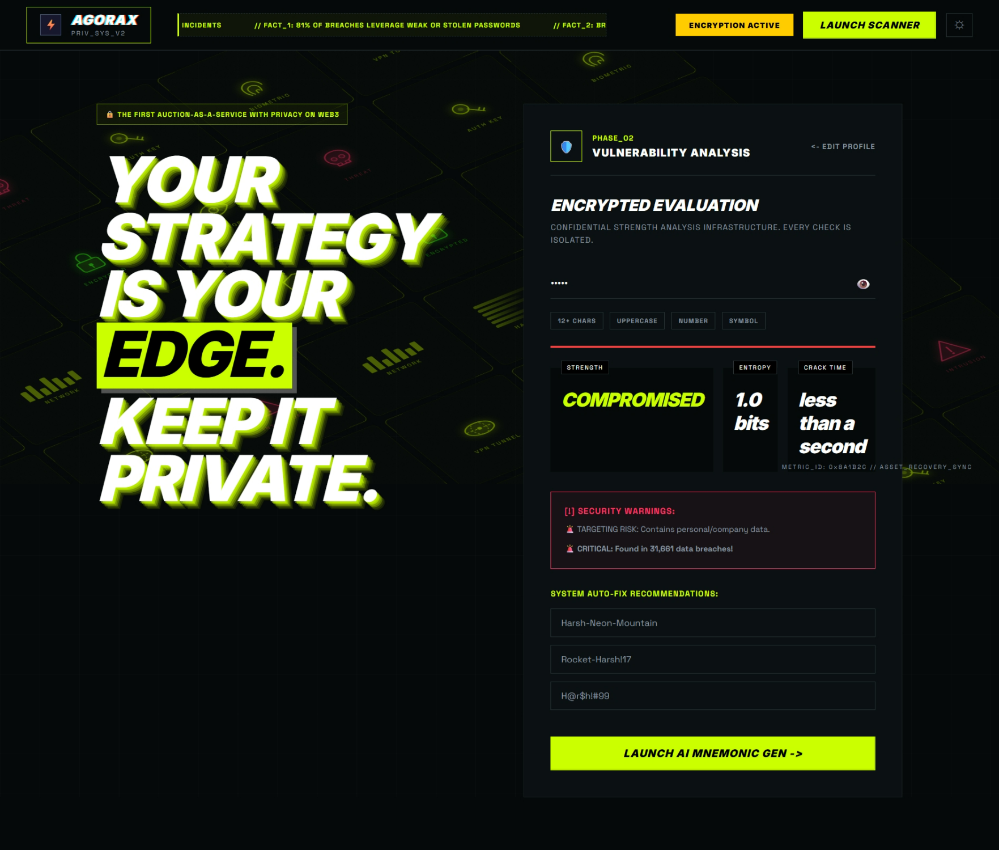 AGORAX
PRIV_SYS_V2
INCIDENTS // FACT_1: 81% OF BREACHES LEVERAGE WEAK OR STOLEN PASSWORDS // FACT_2: BR
ENCRYPTION ACTIVE
LAUNCH SCANNER
VPN TU
BIOMETRIC
BIOMETRIC
AUTH KEY
AUTH KEY
THREAT
THREAT
ENCRYPTED
NETWORK
NETWORK
VPN TUNNEL
INTRUSION
🔒 THE FIRST AUCTION-AS-A-SERVICE WITH PRIVACY ON WEB3
YOUR
STRATEGY
IS YOUR
EDGE.
KEEP IT
PRIVATE.
PHASE_02
VULNERABILITY ANALYSIS
<- EDIT PROFILE
ENCRYPTED EVALUATION
CONFIDENTIAL STRENGTH ANALYSIS INFRASTRUCTURE. EVERY CHECK IS
ISOLATED.
•••••
12+ CHARS
UPPERCASE
NUMBER
SYMBOL
STRENGTH
COMPROMISED
ENTROPY
1.0
bits
CRACK TIME
less
than a
second
METRIC_ID: 0x8A1B2C // ASSET_RECOVERY_SYNC
[!] SECURITY WARNINGS:
🚨 TARGETING RISK: Contains personal/company data.
🚨 CRITICAL: Found in 31,661 data breaches!
SYSTEM AUTO-FIX RECOMMENDATIONS:
Harsh-Neon-Mountain
Rocket-Harsh!17
H@r$h!#99
LAUNCH AI MNEMONIC GEN ->